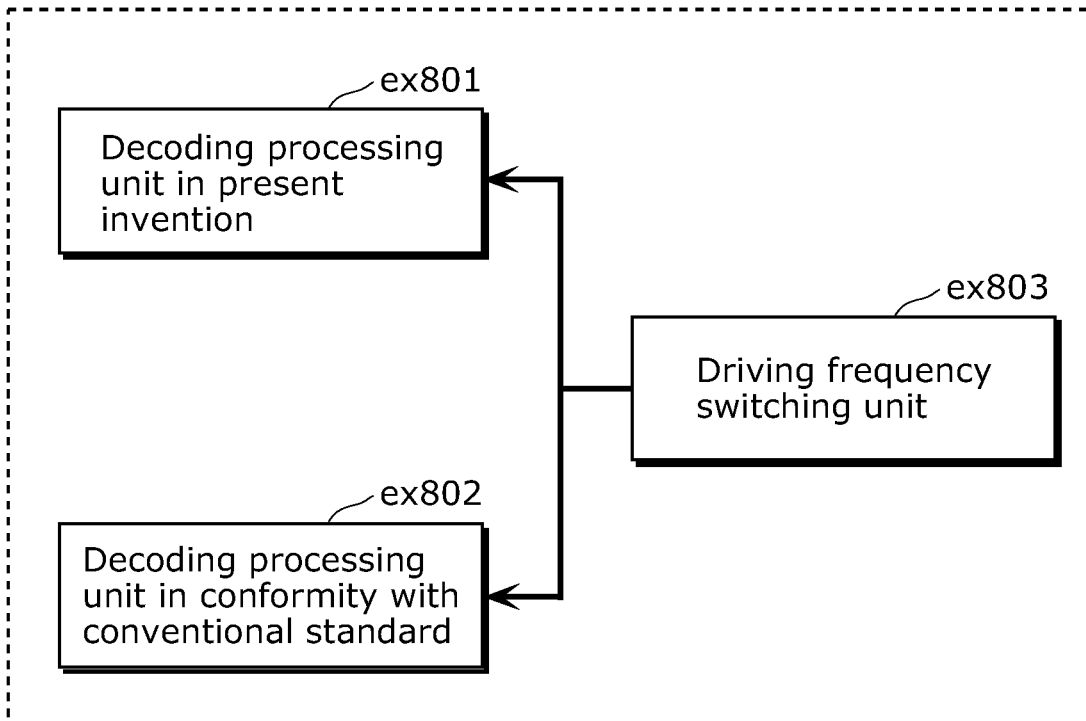 ex801
Decoding processing
unit in present
invention
ex803
Driving frequency
switching unit
ex802
Decoding processing
unit in conformity with
conventional standard